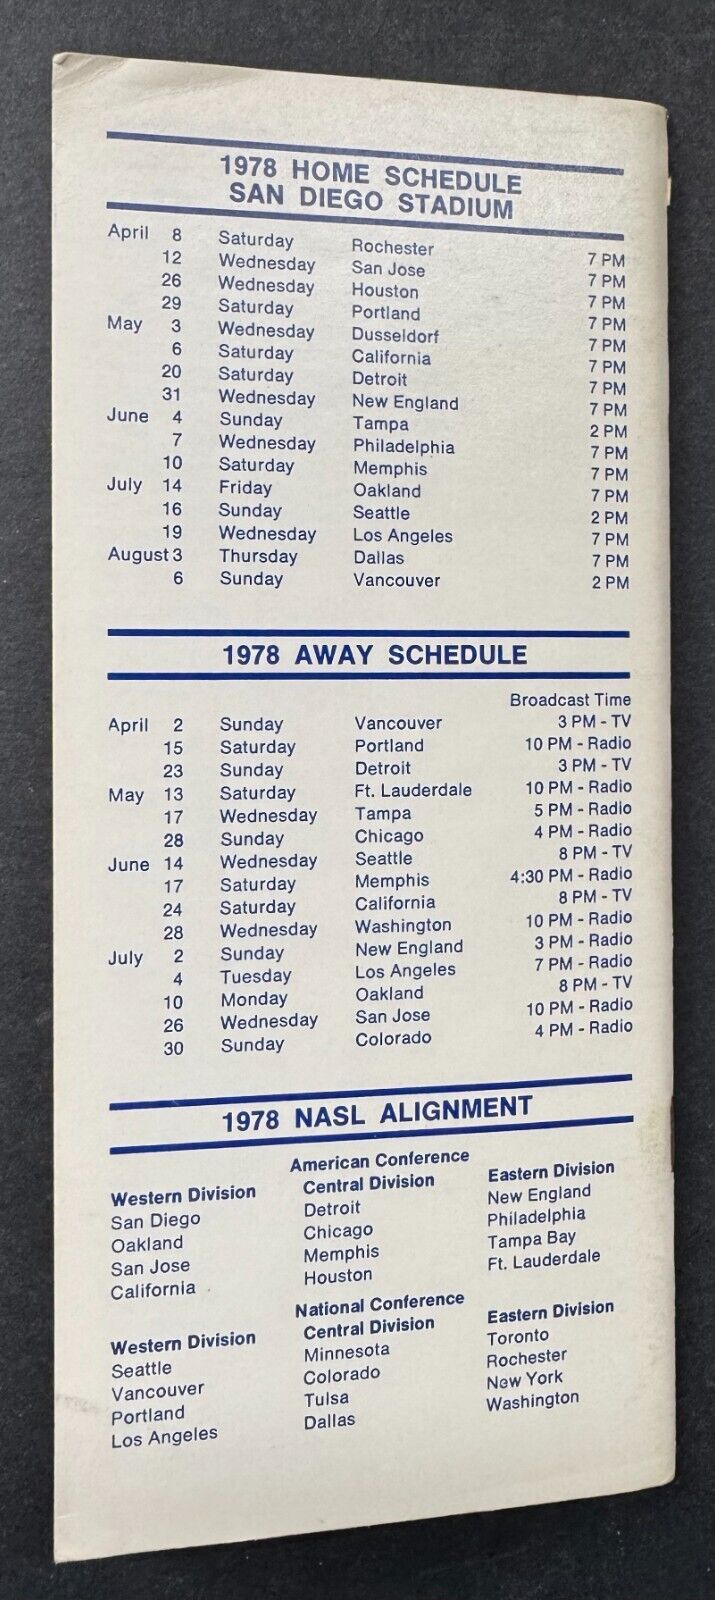 1978 HOME SCHEDULE
SAN DIEGO STADIUM
April 8 Saturday Rochester 7 PM
12 Wednesday San Jose 7 PM
26 Wednesday Houston 7 PM
29 Saturday Portland 7 PM
May 3 Wednesday Dusseldorf 7 PM
6 Saturday California 7 PM
20 Saturday Detroit 7 PM
31 Wednesday New England 7 PM
June 4 Sunday Tampa 2 PM
7 Wednesday Philadelphia 7 PM
10 Saturday Memphis 7 PM
July 14 Friday Oakland 7 PM
16 Sunday Seattle 2 PM
19 Wednesday Los Angeles 7 PM
August 3 Thursday Dallas 7 PM
6 Sunday Vancouver 2 PM
1978 AWAY SCHEDULE
Broadcast Time
April 2 Sunday Vancouver 3 PM - TV
15 Saturday Portland 10 PM - Radio
23 Sunday Detroit 3 PM - TV
May 13 Saturday Ft. Lauderdale 10 PM - Radio
17 Wednesday Tampa 5 PM - Radio
28 Sunday Chicago 4 PM - Radio
June 14 Wednesday Seattle 8 PM - TV
17 Saturday Memphis 4:30 PM - Radio
24 Saturday California 8 PM - TV
28 Wednesday Washington 10 PM - Radio
July 2 Sunday New England 3 PM - Radio
4 Tuesday Los Angeles 7 PM - Radio
10 Monday Oakland 8 PM - TV
26 Wednesday San Jose 10 PM - Radio
30 Sunday Colorado 4 PM - Radio
1978 NASL ALIGNMENT
American Conference
Western Division Central Division Eastern Division
San Diego Detroit New England
Oakland Chicago Philadelphia
San Jose Memphis Tampa Bay
California Houston Ft. Lauderdale
National Conference
Western Division Central Division Eastern Division
Seattle Minnesota Toronto
Vancouver Colorado Rochester
Portland Tulsa New York
Los Angeles Dallas Washington